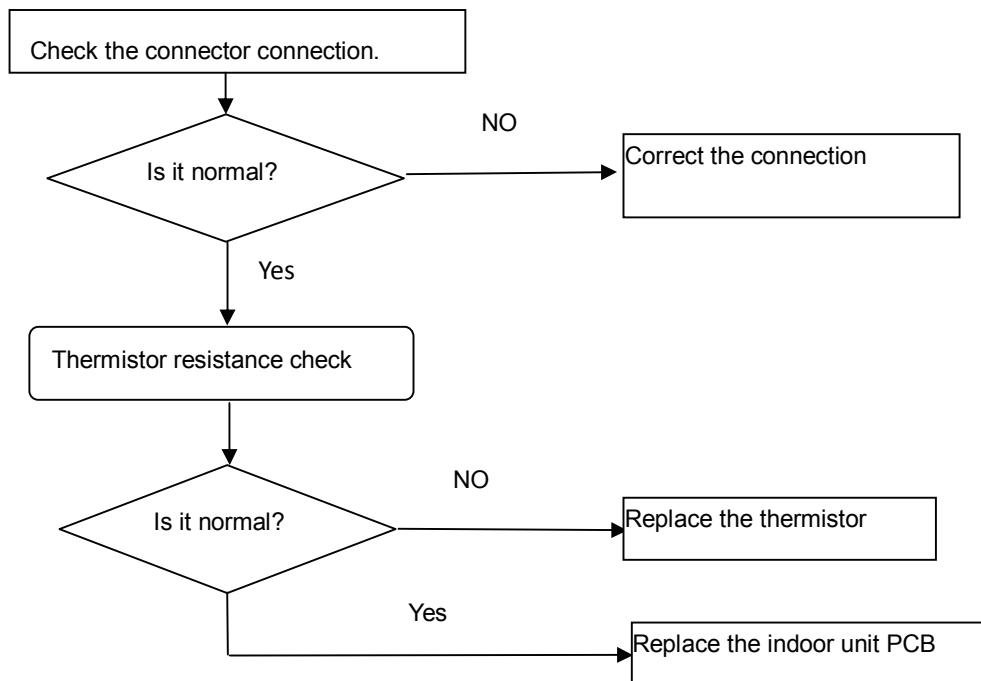 Check the connector connection.
NO
Is it normal?
Correct the connection
Yes
Thermistor resistance check
NO
Is it normal?
Replace the thermistor
Yes
Replace the indoor unit PCB